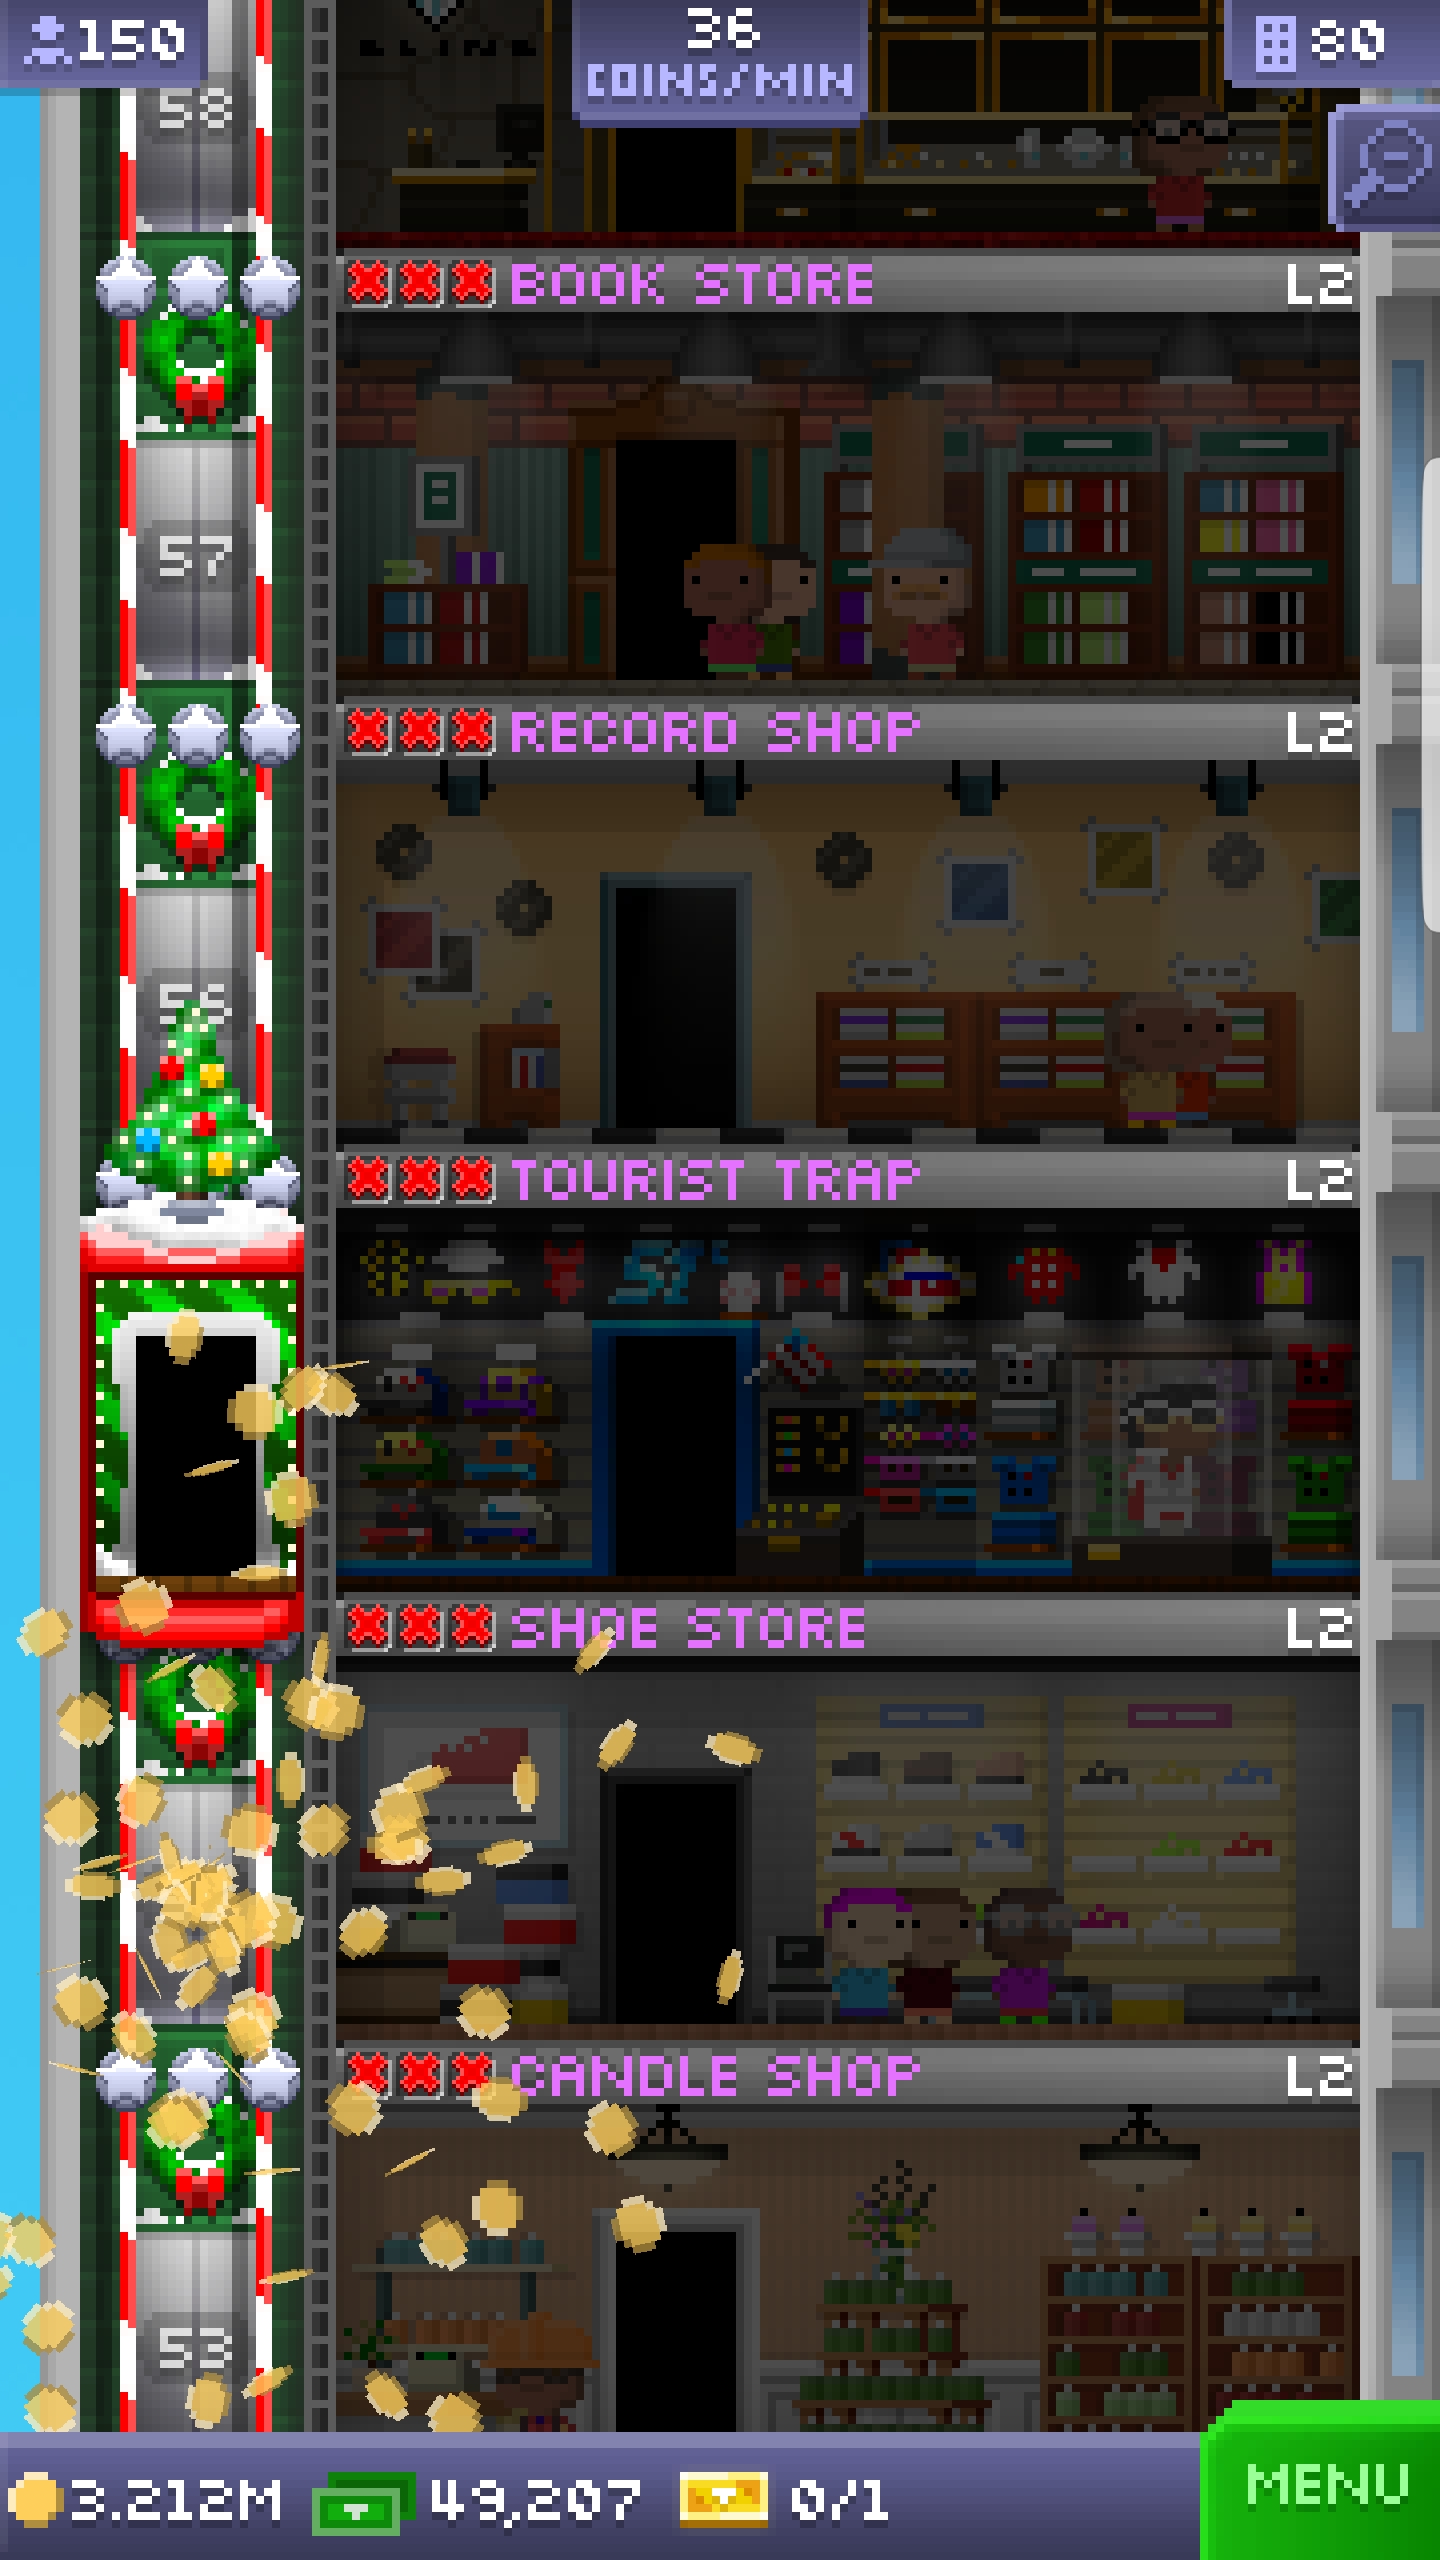 150
36
COINS/MIN
80
58
BOOK STORE L2
57
RECORD SHOP L2
56
TOURIST TRAP L2
SHOE STORE L2
CANDLE SHOP L2
53
3.212M 49,207 0/1
MENU